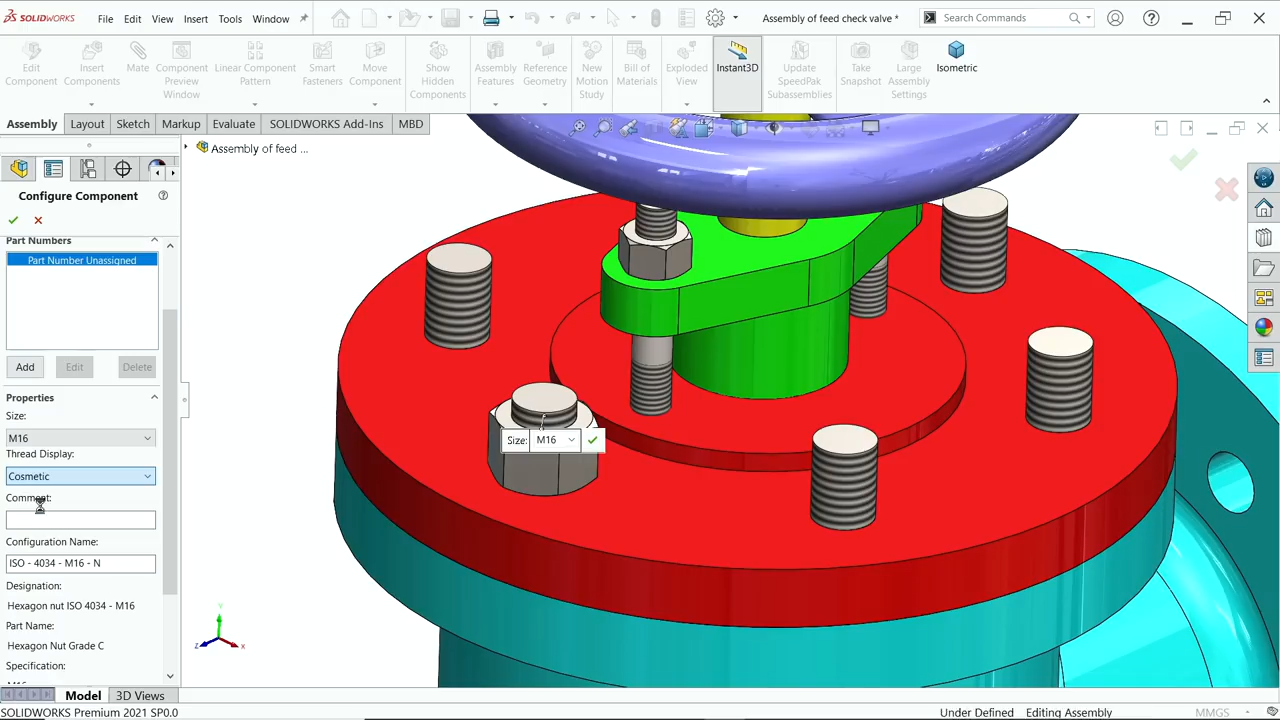 SOLIDWORKS
File Edit View Insert Tools Window
Assembly of feed check valve *
Search Commands
Edit Component
Insert Components
Mate
Component Preview Window
Linear Component Pattern
Smart Fasteners
Move Component
Show Hidden Components
Assembly Features
Reference Geometry
New Motion Study
Bill of Materials
Exploded View
Instant3D
Update SpeedPak Subassemblies
Take Snapshot
Large Assembly Settings
Isometric
Assembly Layout Sketch Markup Evaluate SOLIDWORKS Add-Ins MBD
Assembly of feed ...
Configure Component
Part Numbers
Part Number Unassigned
Add Edit Delete
Properties
Size:
M16
Thread Display:
Cosmetic
Comment:
Configuration Name:
ISO - 4034 - M16 - N
Designation:
Hexagon nut ISO 4034 - M16
Part Name:
Hexagon Nut Grade C
Specification:
Size: M16
Y
Z
X
Model 3D Views
SOLIDWORKS Premium 2021 SP0.0
Under Defined Editing Assembly MMGS